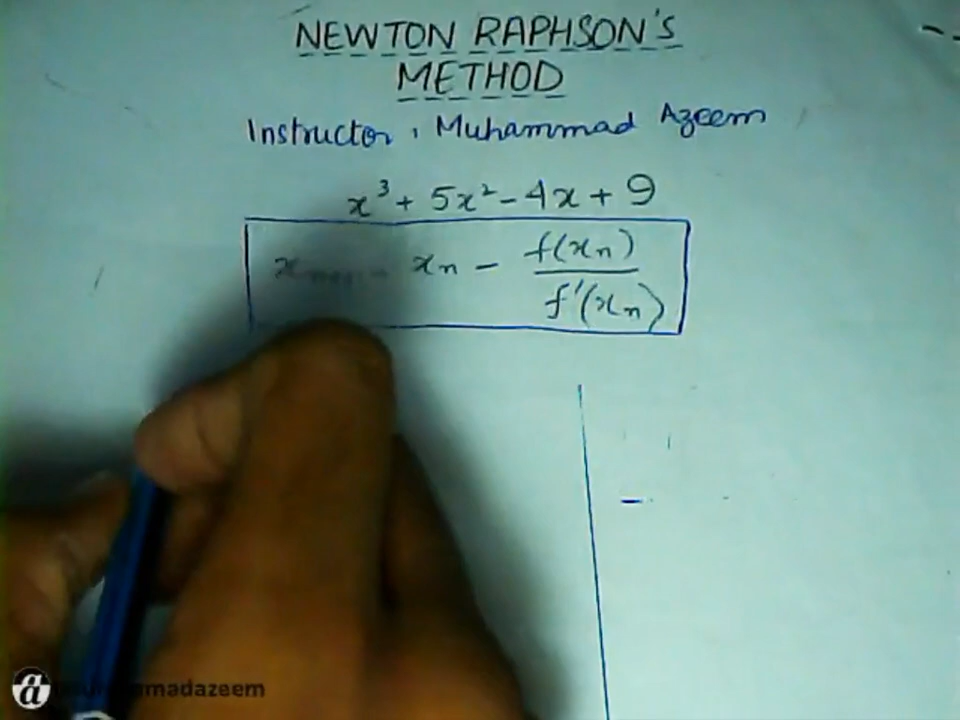 NEWTON RAPHSON'S
METHOD
Instructor : Muhammad Azeem
x³ + 5x² - 4x + 9
xₙ - f(xₙ) / f'(xₙ)